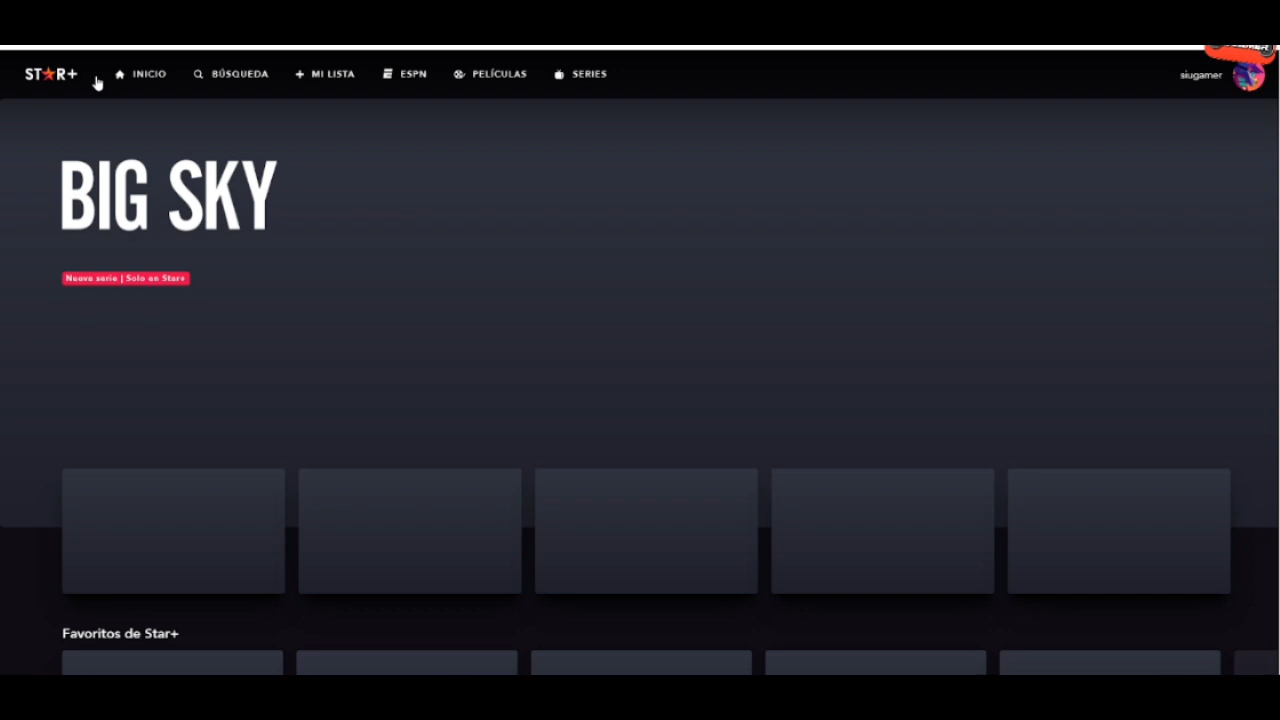 ST★R+ INICIO BÚSQUEDA MI LISTA ESPN PELÍCULAS SERIES siugamer
BIG SKY
Nueva serie | Solo en Star+
Favoritos de Star+